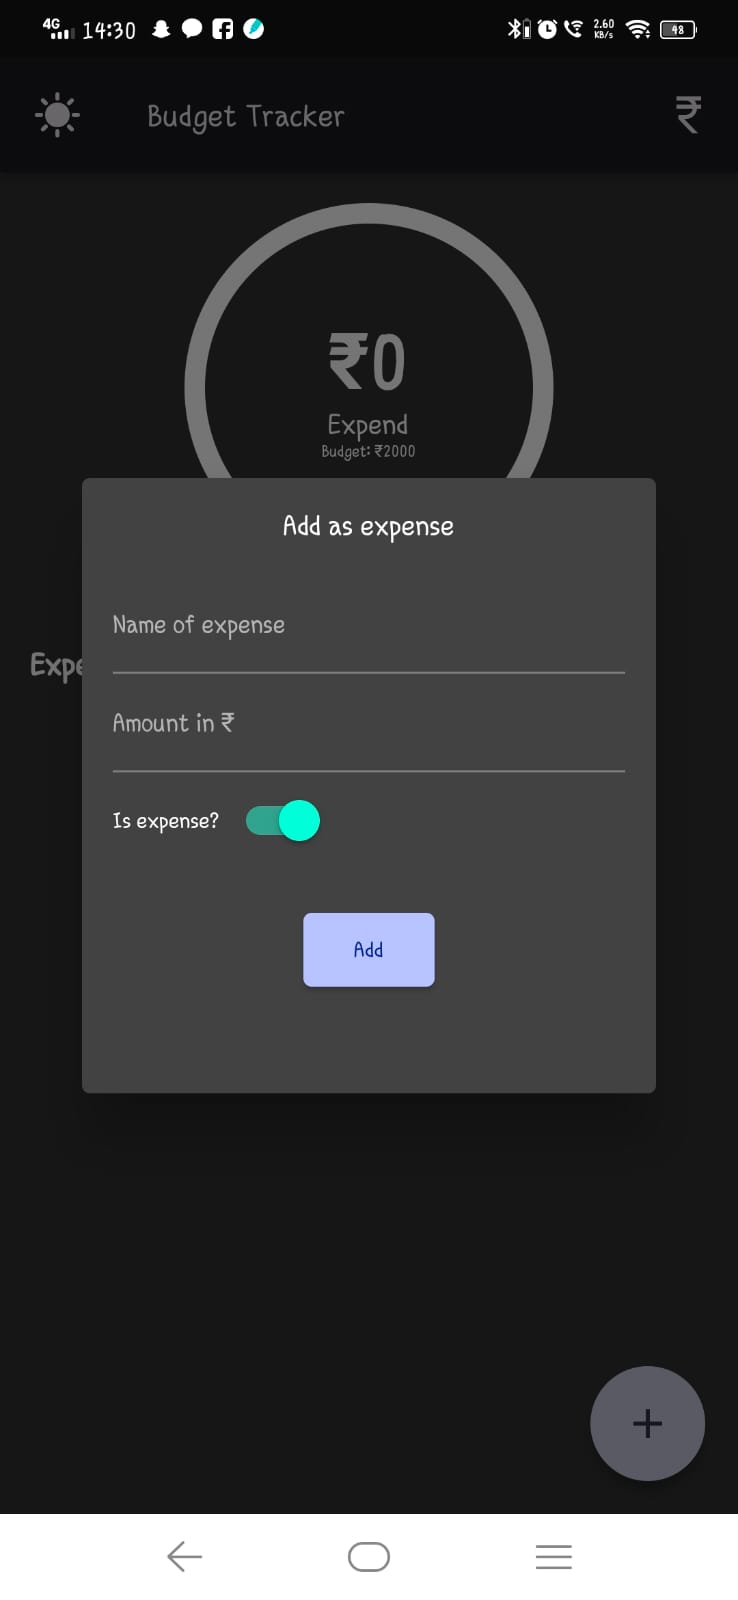 4G 14:30 2.60 KB/s 48
Budget Tracker ₹
₹0
Expend
Budget: ₹2000
Add as expense
Name of expense
Expe
Amount in ₹
Is expense?
Add
+